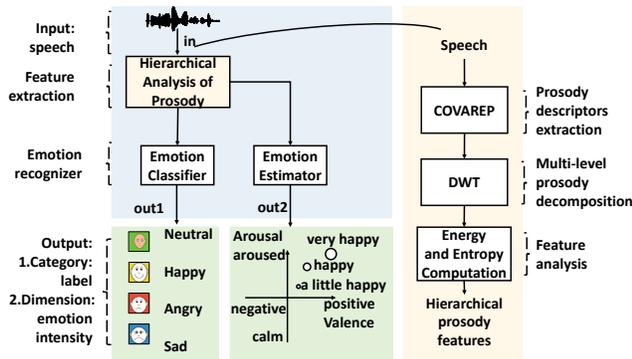 Input:
speech
in
Feature
extraction
Hierarchical
Analysis of
Prosody
Emotion
recognizer
Emotion
Classifier
Emotion
Estimator
out1
out2
Output:
1.Category:
label
2.Dimension:
emotion
intensity
Neutral
Happy
Angry
Sad
Arousal
aroused
very happy
happy
a little happy
negative
positive
Valence
calm
Speech
COVAREP
Prosody
descriptors
extraction
DWT
Multi-level
prosody
decomposition
Energy
and Entropy
Computation
Feature
analysis
Hierarchical
prosody
features